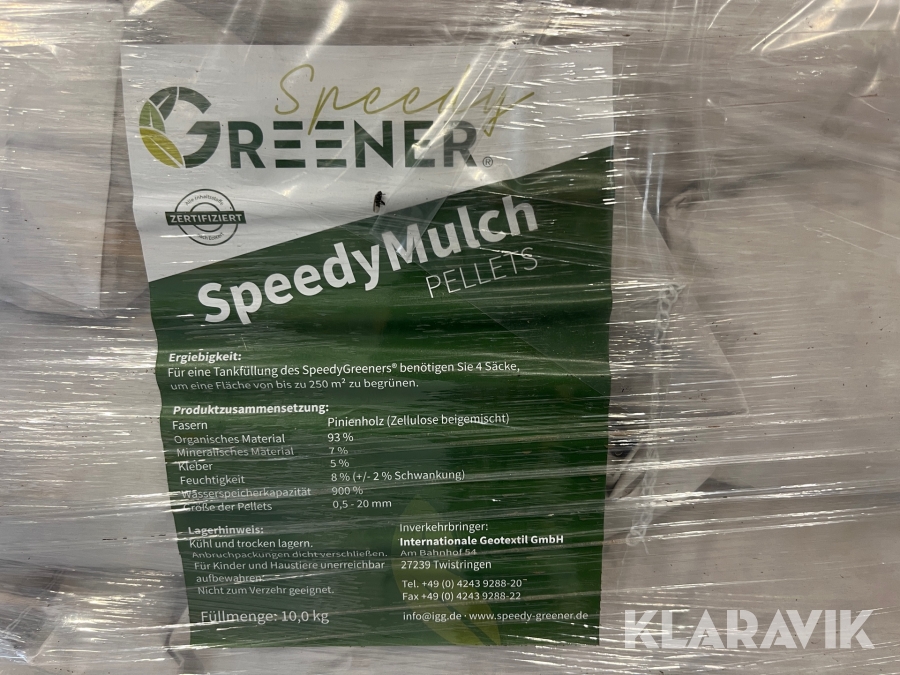 Speedy
GREENER®
ZERTIFIZIERT
SpeedyMulch
PELLETS
Ergiebigkeit:
Für eine Tankfüllung des SpeedyGreeners® benötigen Sie 4 Säcke,
um eine Fläche von bis zu 250 m² zu begrünen.
Produktzusammensetzung:
Fasern Pinienholz (Zellulose beigemischt)
Organisches Material 93 %
Mineralisches Material 7 %
Kleber 5 %
Feuchtigkeit 8 % (+/- 2 % Schwankung)
Wasserspeicherkapazität 900 %
Größe der Pellets 0,5 - 20 mm
Lagerhinweis:
Kühl und trocken lagern.
Anbruchpackungen dicht verschließen.
Für Kinder und Haustiere unerreichbar
aufbewahren.
Nicht zum Verzehr geeignet.
Füllmenge: 10,0 kg
Inverkehrbringer:
Internationale Geotextil GmbH
Am Bahnhof 54
27239 Twistringen
Tel. +49 (0) 4243 9288-20
Fax +49 (0) 4243 9288-22
info@igg.de · www.speedy-greener.de
KLARAVIK